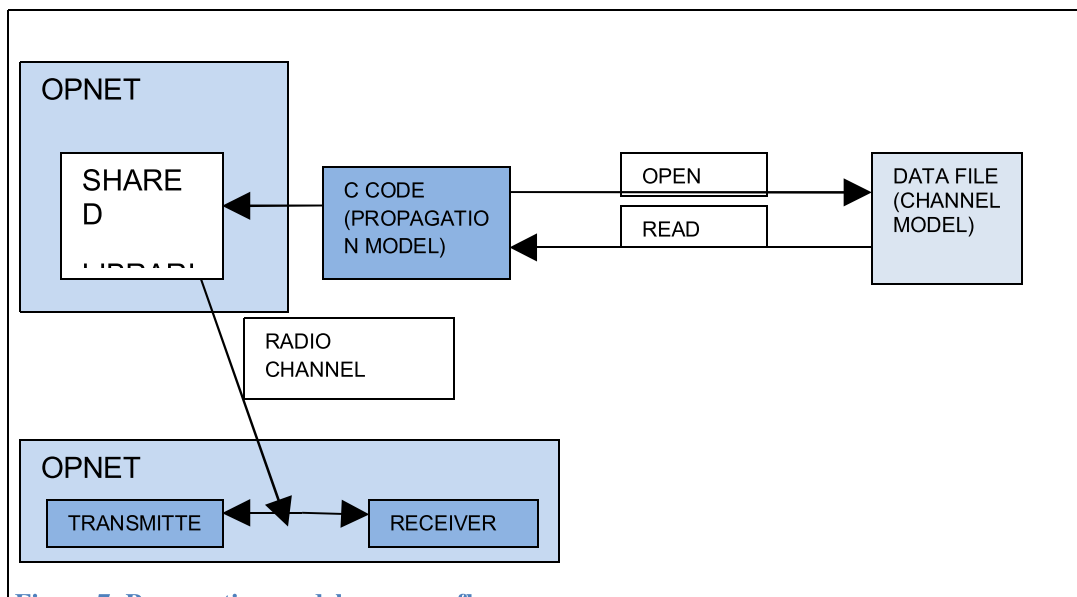 OPNET
SHARE
D
C CODE
(PROPAGATIO
N MODEL)
OPEN
READ
DATA FILE
(CHANNEL
MODEL)
RADIO
CHANNEL
OPNET
TRANSMITTE
RECEIVER